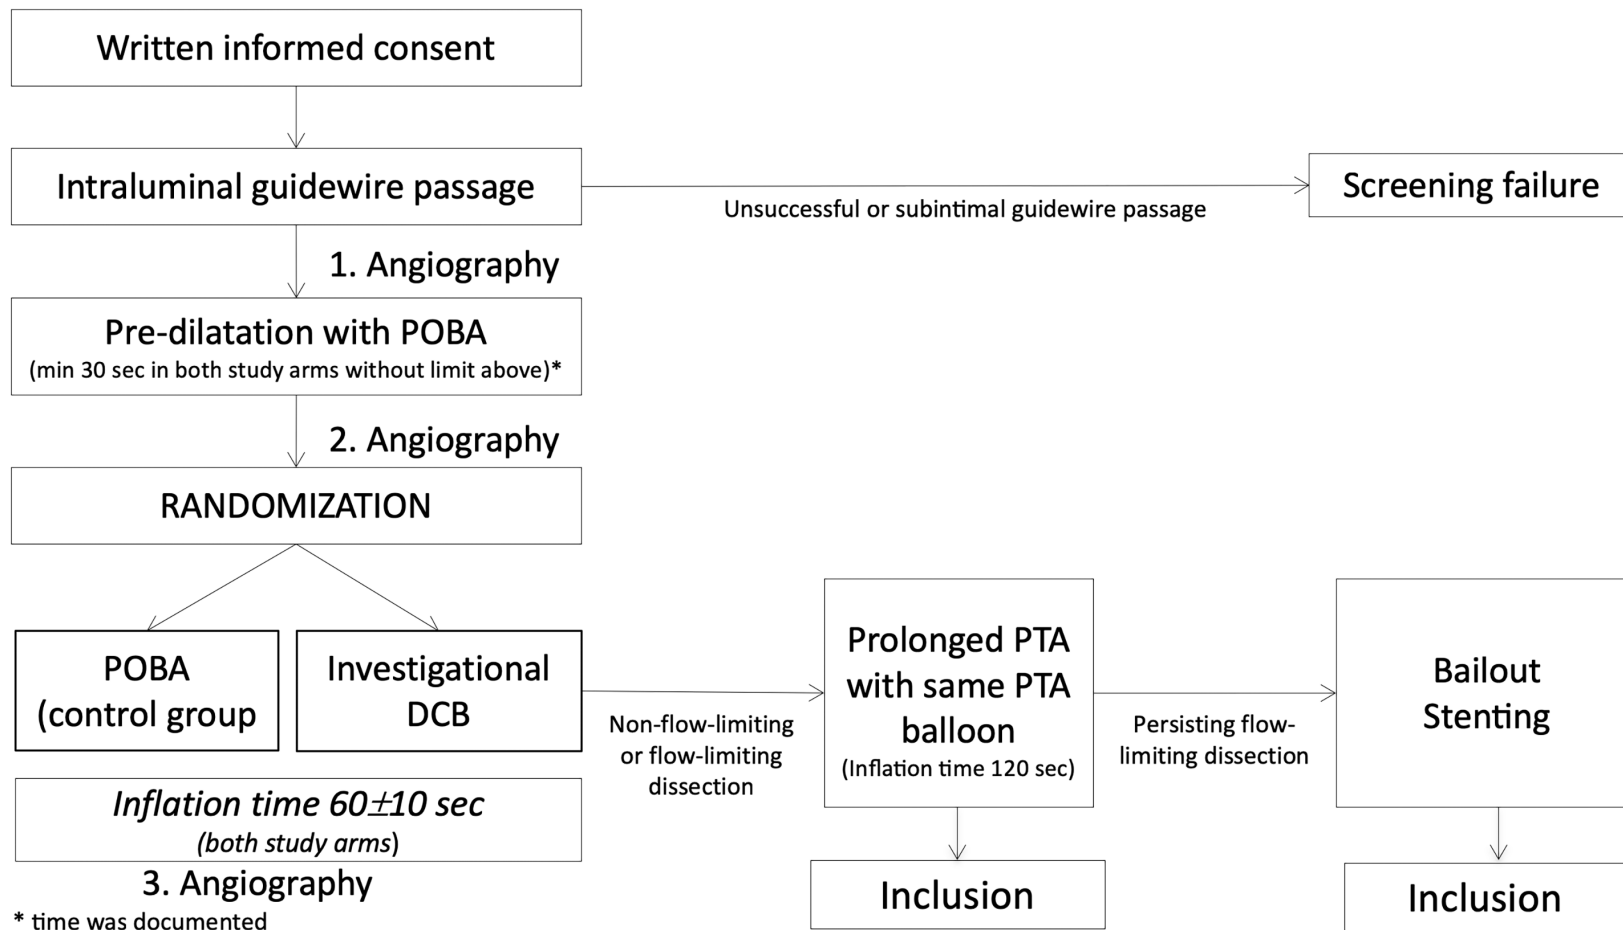 Written informed consent
Intraluminal guidewire passage
Unsuccessful or subintimal guidewire passage
Screening failure
1. Angiography
Pre-dilatation with POBA
(min 30 sec in both study arms without limit above)*
2. Angiography
RANDOMIZATION
POBA
(control group
Investigational
DCB
Non-flow-limiting
or flow-limiting
dissection
Prolonged PTA
with same PTA
balloon
(Inflation time 120 sec)
Persisting flow-
limiting dissection
Bailout
Stenting
Inflation time 60±10 sec
(both study arms)
3. Angiography
* time was documented
Inclusion
Inclusion